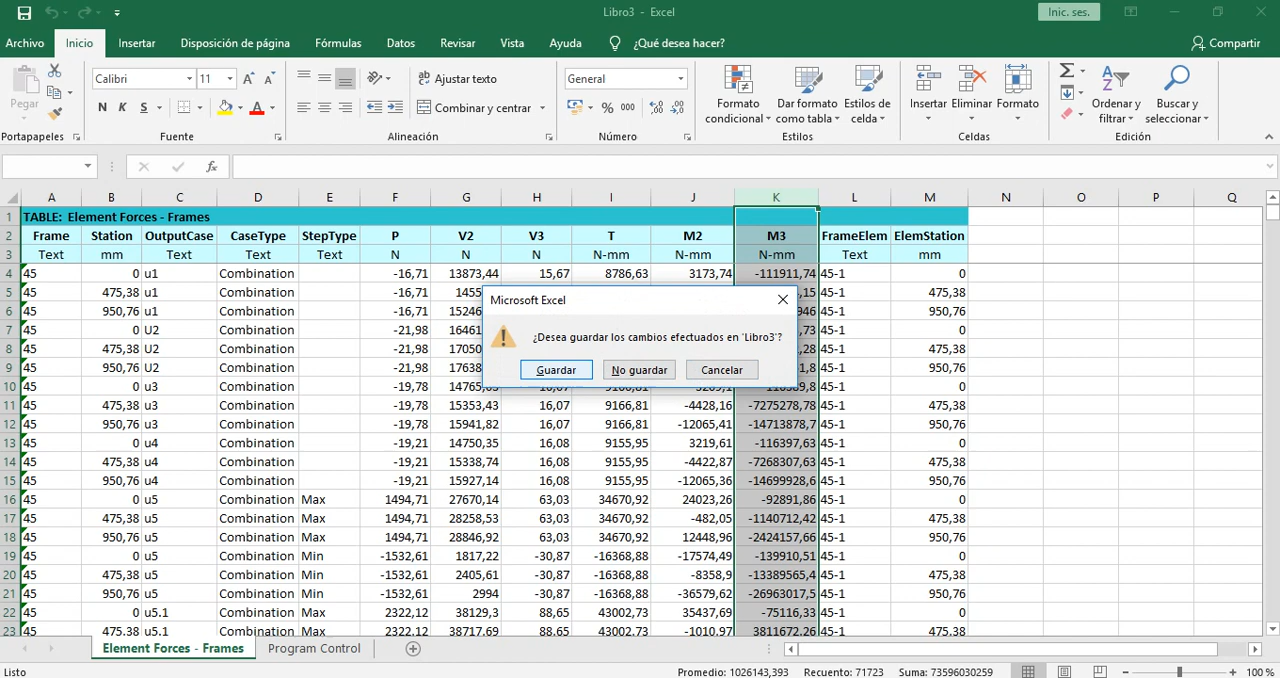 Libro3 - Excel
Inic. ses.
Archivo Inicio Insertar Disposición de página Fórmulas Datos Revisar Vista Ayuda ¿Qué desea hacer? Compartir
Pegar
Calibri 11
N K S
Ajustar texto
Combinar y centrar
General
% 000
Formato condicional
Dar formato como tabla
Estilos de celda
Insertar Eliminar Formato
Ordenar y filtrar
Buscar y seleccionar
Portapapeles Fuente Alineación Número Estilos Celdas Edición
fx
A B C D E F G H I J K L M N O P Q
1 TABLE: Element Forces - Frames
2 Frame Station OutputCase CaseType StepType P V2 V3 T M2 M3 FrameElem ElemStation
3 Text mm Text Text Text N N N N-mm N-mm N-mm Text mm
4 45 0 u1 Combination -16,71 13873,44 15,67 8786,63 3173,74 -111911,74 45-1 0
5 45 475,38 u1 Combination -16,71 1455 ,15 45-1 475,38
6 45 950,76 u1 Combination -16,71 15246 946 45-1 950,76
7 45 0 U2 Combination -21,98 16461 ,73 45-1 0
8 45 475,38 U2 Combination -21,98 17050 ,28 45-1 475,38
9 45 950,76 U2 Combination -21,98 17638 1,8 45-1 950,76
10 45 0 u3 Combination -19,78 45-1 0
11 45 475,38 u3 Combination -19,78 15353,43 16,07 9166,81 -4428,16 -7275278,78 45-1 475,38
12 45 950,76 u3 Combination -19,78 15941,82 16,07 9166,81 -12065,41 -14713878,7 45-1 950,76
13 45 0 u4 Combination -19,21 14750,35 16,08 9155,95 3219,61 -116397,63 45-1 0
14 45 475,38 u4 Combination -19,21 15338,74 16,08 9155,95 -4422,87 -7268307,63 45-1 475,38
15 45 950,76 u4 Combination -19,21 15927,14 16,08 9155,95 -12065,36 -14699928,6 45-1 950,76
16 45 0 u5 Combination Max 1494,71 27670,14 63,03 34670,92 24023,26 -92891,86 45-1 0
17 45 475,38 u5 Combination Max 1494,71 28258,53 63,03 34670,92 -482,05 -1140712,42 45-1 475,38
18 45 950,76 u5 Combination Max 1494,71 28846,92 63,03 34670,92 12448,96 -2424157,66 45-1 950,76
19 45 0 u5 Combination Min -1532,61 1817,22 -30,87 -16368,88 -17574,49 -139910,51 45-1 0
20 45 475,38 u5 Combination Min -1532,61 2405,61 -30,87 -16368,88 -8358,9 -13389565,4 45-1 475,38
21 45 950,76 u5 Combination Min -1532,61 2994 -30,87 -16368,88 -36579,62 -26963017,5 45-1 950,76
22 45 0 u5.1 Combination Max 2322,12 38129,3 88,65 43002,73 35437,69 -75116,33 45-1 0
23 45 475,38 u5.1 Combination Max 2322,12 38717,69 88,65 43002,73 -1010,97 3811672,26 45-1 475,38
Microsoft Excel
¿Desea guardar los cambios efectuados en 'Libro3'?
Guardar No guardar Cancelar
Element Forces - Frames Program Control
Listo Promedio: 1026143,393 Recuento: 71723 Suma: 73596030259 100 %